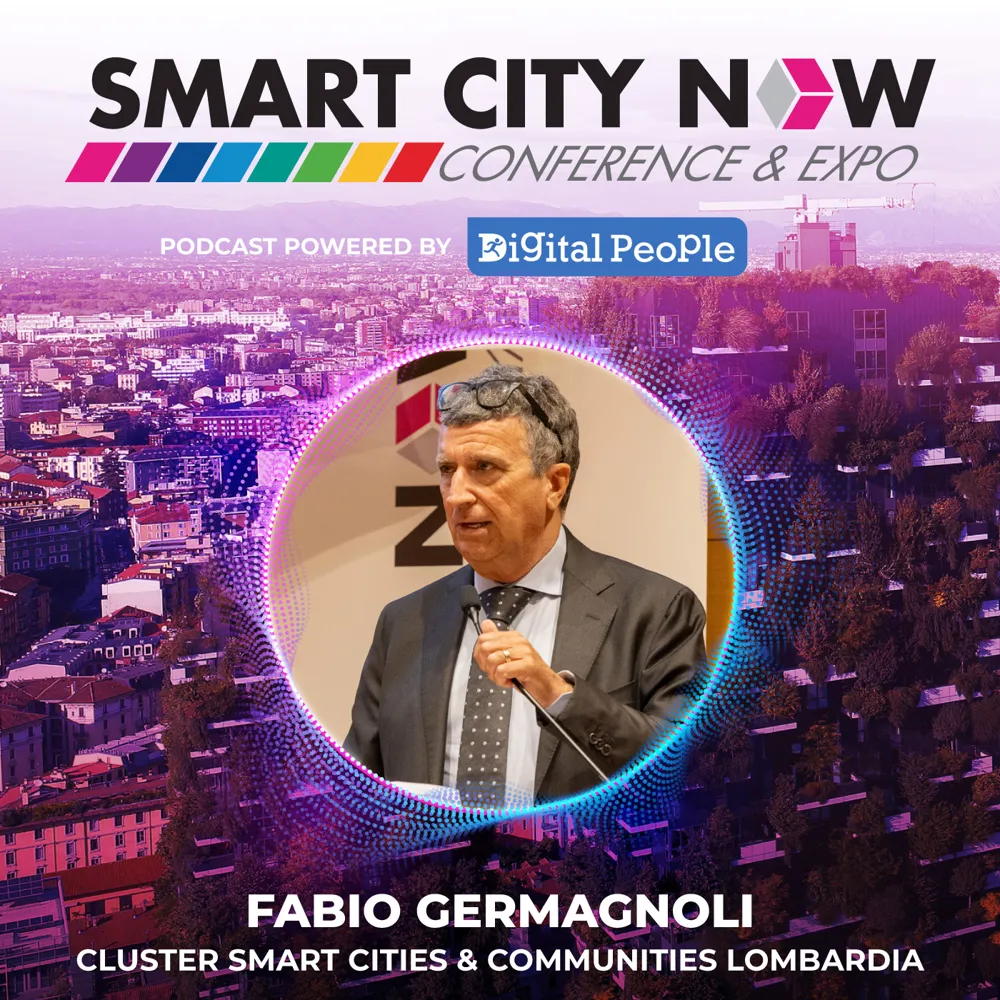 SMART CITY NOW
CONFERENCE & EXPO
PODCAST POWERED BY Digital PeoPle
N
FABIO GERMAGNOLI
CLUSTER SMART CITIES & COMMUNITIES LOMBARDIA